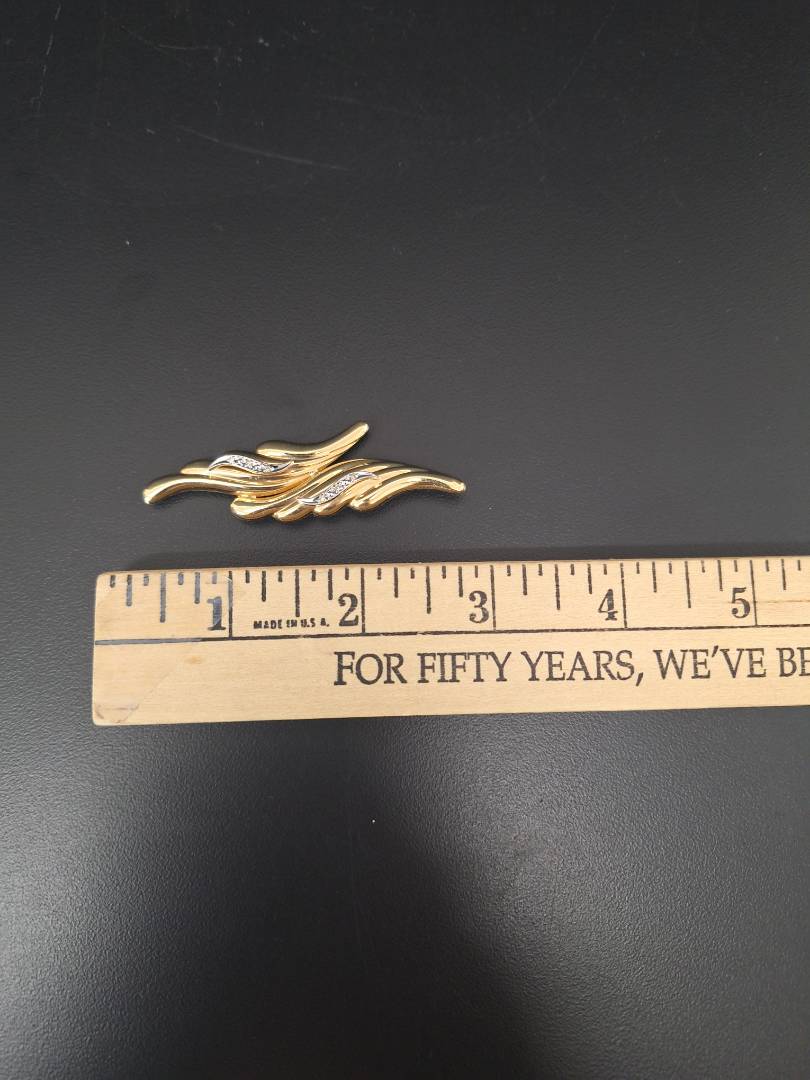 1 2 3 4 5
MADE IN U.S.A.
FOR FIFTY YEARS, WE'VE BE